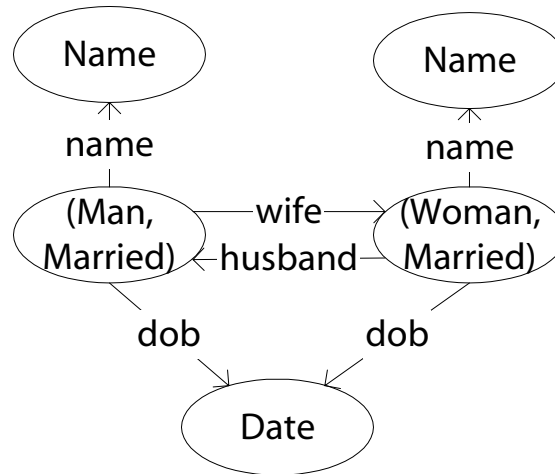 Name
Name
name
name
(Man,
Married)
wife
husband
(Woman,
Married)
dob
dob
Date